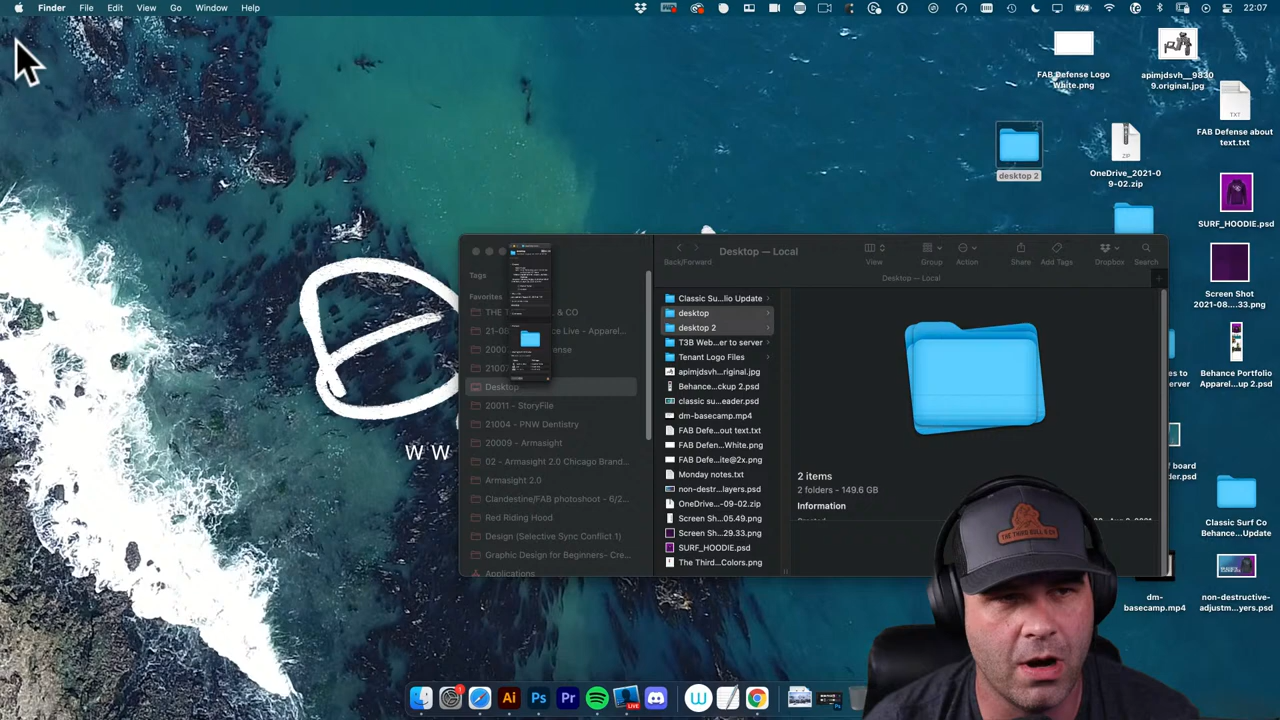 Finder File Edit View Go Window Help
22:07
FAB Defense Logo
White.png
apimjdsvh__9830
9.original.jpg
FAB Defense about
text.txt
desktop 2
ZIP
OneDrive_2021-0
9-02.zip
SURF_HOODIE.psd
Screen Shot
2021-08....33.png
Behance Portfolio
Apparel...up 2.psd
Classic Surf Co
Behance...Update
dm-
basecamp.mp4
non-destructive-
adjustm...yers.psd
WW
Desktop — Local
Back/Forward
View
Group
Action
Share
Add Tags
Dropbox
Search
Desktop — Local
Tags
Favorites
Desktop
20011 - StoryFile
21004 - PNW Dentistry
20009 - Armasight
02 - Armasight 2.0 Chicago Brand...
Armasight 2.0
Clandestine/FAB photoshoot - 6/2...
Red Riding Hood
Design (Selective Sync Conflict 1)
Graphic Design for Beginners- Cre...
Applications
Classic Su...lio Update
desktop
desktop 2
T3B Web...er to server
Tenant Logo Files
apimjdsvh...riginal.jpg
Behance...ckup 2.psd
classic su...eader.psd
dm-basecamp.mp4
FAB Defe...out text.txt
FAB Defen...White.png
FAB Defe...ite@2x.png
Monday notes.txt
non-destr...layers.psd
OneDrive...-09-02.zip
Screen Sh...05.49.png
Screen Sh...29.33.png
SURF_HOODIE.psd
The Third...Colors.png
2 items
2 folders - 149.6 GB
Information
THE THIRD BULL & CO
Ai Ps Pr LIVE